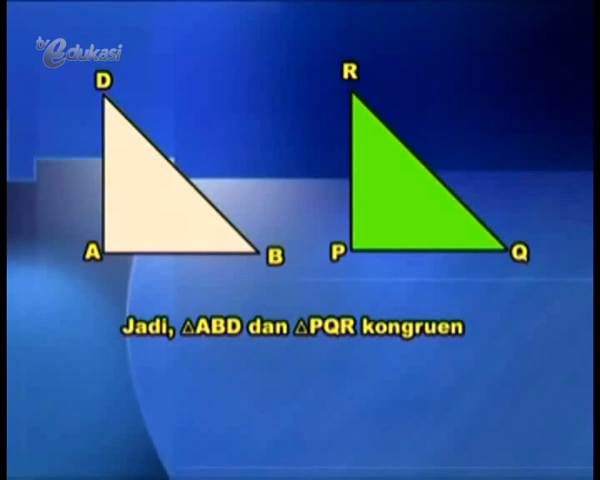 tv edukasi
D
R
A
B
P
Q
Jadi, △ABD dan △PQR kongruen